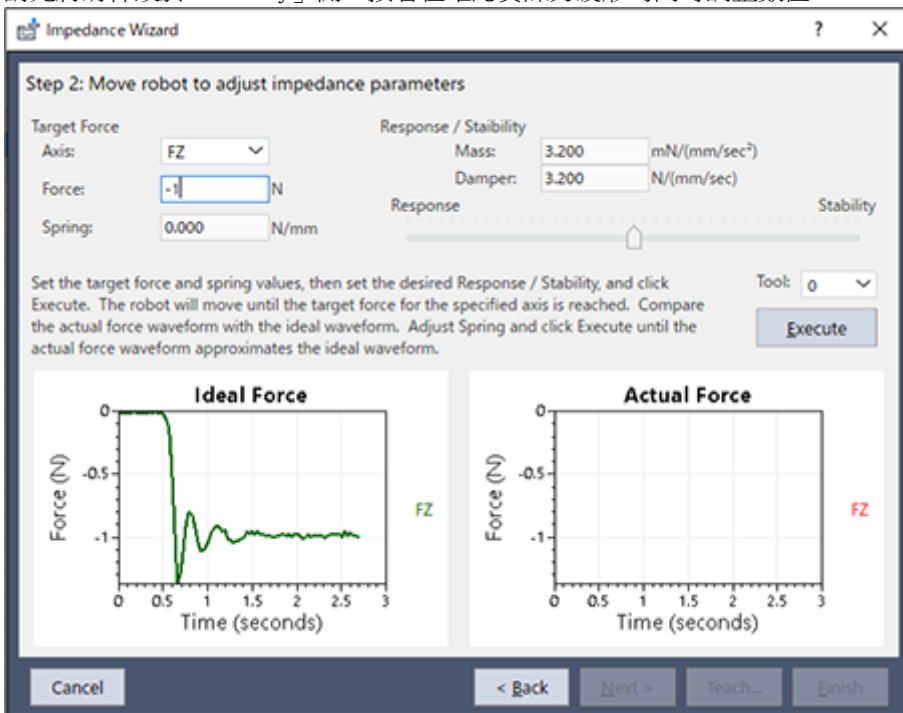 Impedance Wizard ? ×
Step 2: Move robot to adjust impedance parameters
Target Force Response / Staibility
Axis: FZ Mass: 3.200 mN/(mm/sec²)
Force: -1 N Damper: 3.200 N/(mm/sec)
Response Stability
Spring: 0.000 N/mm
Set the target force and spring values, then set the desired Response / Stability, and click
Execute. The robot will move until the target force for the specified axis is reached. Compare
the actual force waveform with the ideal waveform. Adjust Spring and click Execute until the
actual force waveform approximates the ideal waveform.
Tool: 0
Execute
Ideal Force
0
-0.5
-1
Force (N)
0 0.5 1 1.5 2 2.5 3
Time (seconds)
FZ
Actual Force
0
-0.5
-1
Force (N)
0 0.5 1 1.5 2 2.5 3
Time (seconds)
FZ
Cancel < Back Next > Teach... Finish